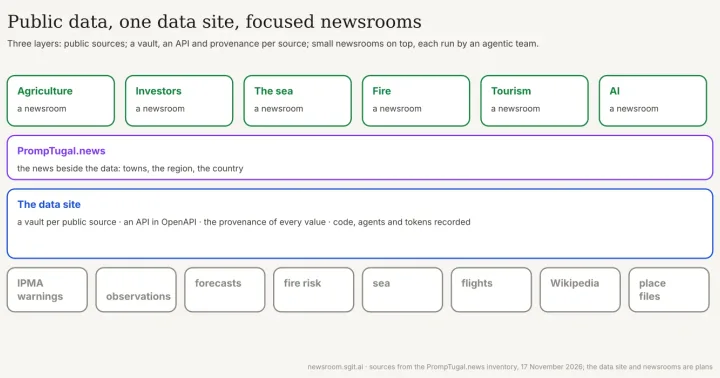 Public data, one data site, focused newsrooms
Three layers: public sources; a vault, an API and provenance per source; small newsrooms on top, each run by an agentic team.
Agriculture
a newsroom
Investors
a newsroom
The sea
a newsroom
Fire
a newsroom
Tourism
a newsroom
AI
a newsroom
PrompTugal.news
the news beside the data: towns, the region, the country
The data site
a vault per public source · an API in OpenAPI · the provenance of every value · code, agents and tokens recorded
IPMA
warnings
observations
forecasts
fire risk
sea
flights
Wikipedia
place
files
newsroom.sgit.ai · sources from the PrompTugal.news inventory, 17 November 2026; the data site and newsrooms are plans